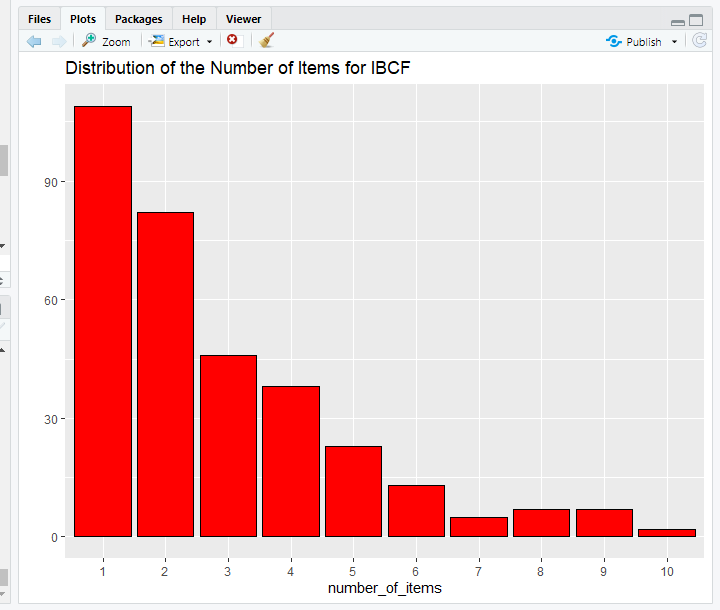 Files Plots Packages Help Viewer
Zoom Export Publish
Distribution of the Number of Items for IBCF
90
60
30
0
1 2 3 4 5 6 7 8 9 10
number_of_items